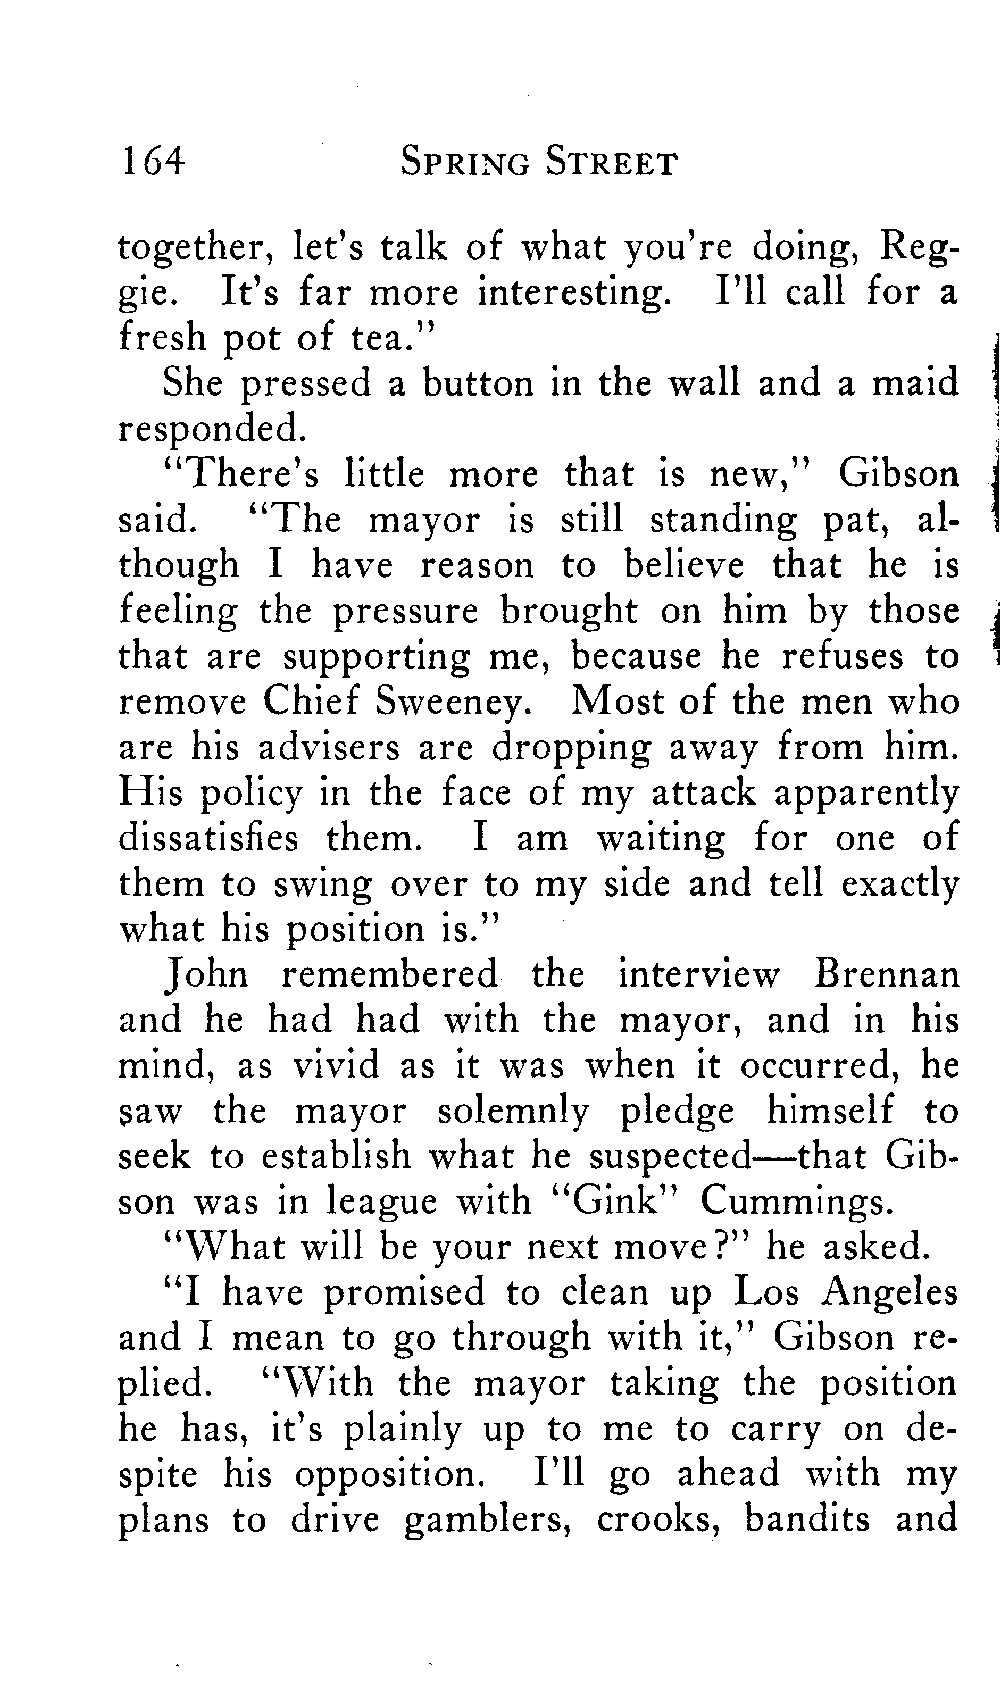 164 SPRING STREET
together, let's talk of what you're doing, Reg-
gie. It's far more interesting. I'll call for a
fresh pot of tea."
She pressed a button in the wall and a maid
responded.
"There's little more that is new," Gibson
said. "The mayor is still standing pat, al-
though I have reason to believe that he is
feeling the pressure brought on him by those
that are supporting me, because he refuses to
remove Chief Sweeney. Most of the men who
are his advisers are dropping away from him.
His policy in the face of my attack apparently
dissatisfies them. I am waiting for one of
them to swing over to my side and tell exactly
what his position is."
John remembered the interview Brennan
and he had had with the mayor, and in his
mind, as vivid as it was when it occurred, he
saw the mayor solemnly pledge himself to
seek to establish what he suspected—that Gib-
son was in league with "Gink" Cummings.
"What will be your next move?" he asked.
"I have promised to clean up Los Angeles
and I mean to go through with it," Gibson re-
plied. "With the mayor taking the position
he has, it's plainly up to me to carry on de-
spite his opposition. I'll go ahead with my
plans to drive gamblers, crooks, bandits and